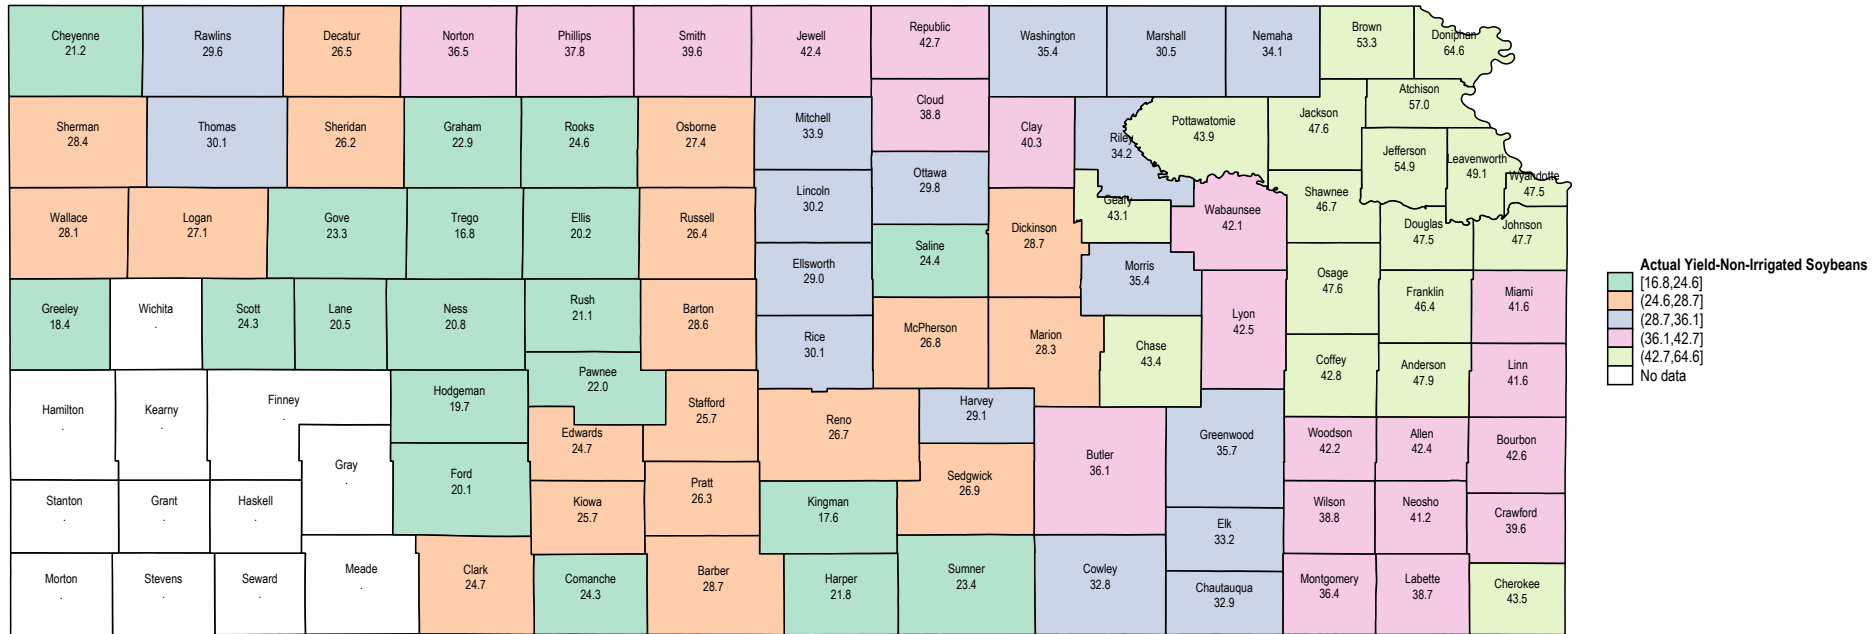 Cheyenne
21.2
Rawlins
29.6
Decatur
26.5
Norton
36.5
Phillips
37.8
Smith
39.6
Jewell
42.4
Republic
42.7
Washington
35.4
Marshall
30.5
Nemaha
34.1
Brown
53.3
Doniphan
64.6
Atchison
57.0
Sherman
28.4
Thomas
30.1
Sheridan
26.2
Graham
22.9
Rooks
24.6
Osborne
27.4
Mitchell
33.9
Cloud
38.8
Clay
40.3
Riley
34.2
Pottawatomie
43.9
Jackson
47.6
Jefferson
54.9
Leavenworth
49.1
Wyandotte
47.5
Wallace
28.1
Logan
27.1
Gove
23.3
Trego
16.8
Ellis
20.2
Russell
26.4
Lincoln
30.2
Ottawa
29.8
Saline
24.4
Dickinson
28.7
Geary
43.1
Wabaunsee
42.1
Shawnee
46.7
Douglas
47.5
Johnson
47.7
Greeley
18.4
Wichita
.
Scott
24.3
Lane
20.5
Ness
20.8
Rush
21.1
Barton
28.6
Ellsworth
29.0
Rice
30.1
McPherson
26.8
Marion
28.3
Morris
35.4
Chase
43.4
Lyon
42.5
Osage
47.6
Franklin
46.4
Miami
41.6
Coffey
42.8
Anderson
47.9
Linn
41.6
Hamilton
.
Kearny
.
Finney
.
Hodgeman
19.7
Pawnee
22.0
Edwards
24.7
Stafford
25.7
Reno
26.7
Harvey
29.1
Butler
36.1
Greenwood
35.7
Woodson
42.2
Allen
42.4
Bourbon
42.6
Gray
.
Ford
20.1
Kiowa
25.7
Pratt
26.3
Kingman
17.6
Sedgwick
26.9
Elk
33.2
Wilson
38.8
Neosho
41.2
Crawford
39.6
Stanton
.
Grant
.
Haskell
.
Morton
.
Stevens
.
Seward
.
Meade
.
Clark
24.7
Comanche
24.3
Barber
28.7
Harper
21.8
Sumner
23.4
Cowley
32.8
Chautauqua
32.9
Montgomery
36.4
Labette
38.7
Cherokee
43.5
Actual Yield-Non-Irrigated Soybeans
[16.8,24.6]
(24.6,28.7]
(28.7,36.1]
(36.1,42.7]
(42.7,64.6]
No data